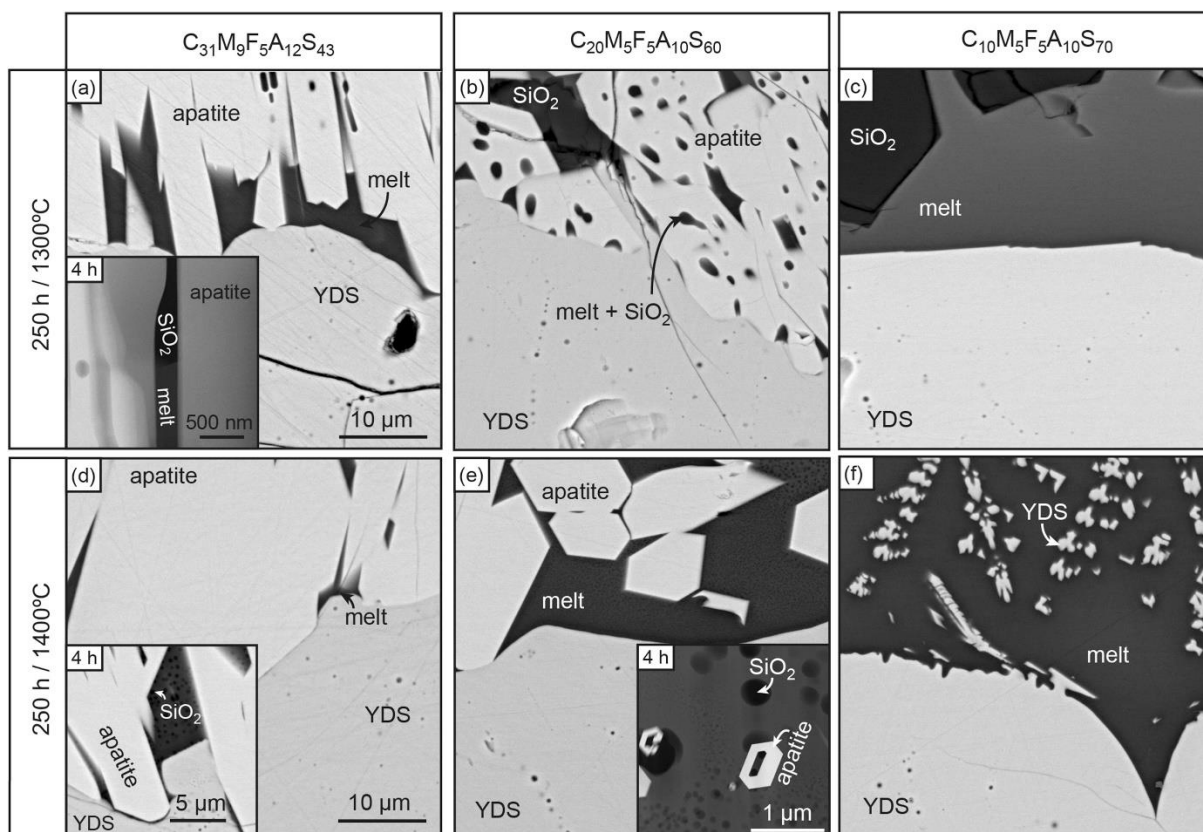 C₃₁M₉F₅A₁₂S₄₃
C₂₀M₅F₅A₁₀S₆₀
C₁₀M₅F₅A₁₀S₇₀
250 h / 1300ºC
(a)
apatite
melt
YDS
10 µm
4 h
apatite
SiO₂
melt
500 nm
(b)
SiO₂
apatite
melt + SiO₂
YDS
(c)
SiO₂
melt
YDS
250 h / 1400ºC
(d)
apatite
melt
YDS
10 µm
4 h
SiO₂
apatite
YDS
5 µm
(e)
apatite
melt
YDS
4 h
SiO₂
apatite
1 µm
(f)
YDS
melt
YDS